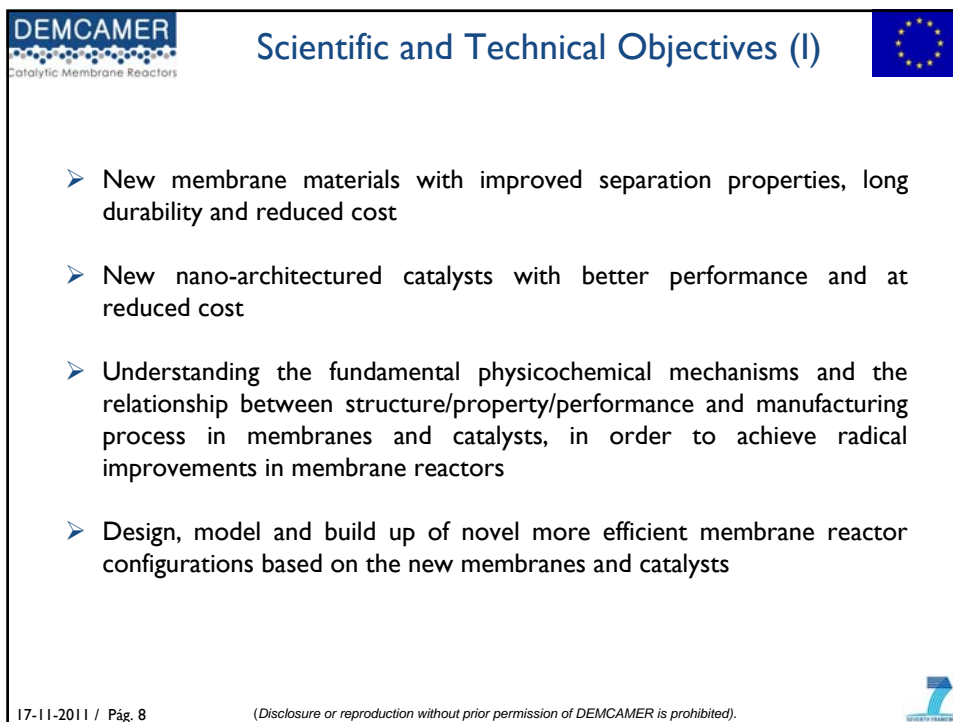 DEMCAMER
Catalytic Membrane Reactors
Scientific and Technical Objectives (I)
➢ New membrane materials with improved separation properties, long
durability and reduced cost
➢ New nano-architectured catalysts with better performance and at
reduced cost
➢ Understanding the fundamental physicochemical mechanisms and the
relationship between structure/property/performance and manufacturing
process in membranes and catalysts, in order to achieve radical
improvements in membrane reactors
➢ Design, model and build up of novel more efficient membrane reactor
configurations based on the new membranes and catalysts
17-11-2011 / Pág. 8
(Disclosure or reproduction without prior permission of DEMCAMER is prohibited).
7
SEVENTH FRAMEW